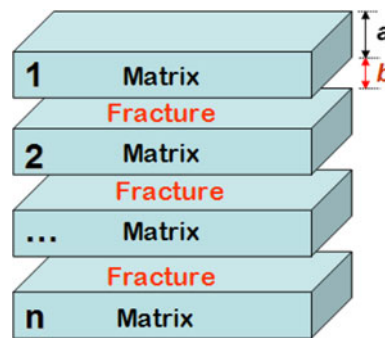 a
1 Matrix
b
Fracture
2 Matrix
Fracture
... Matrix
Fracture
n Matrix